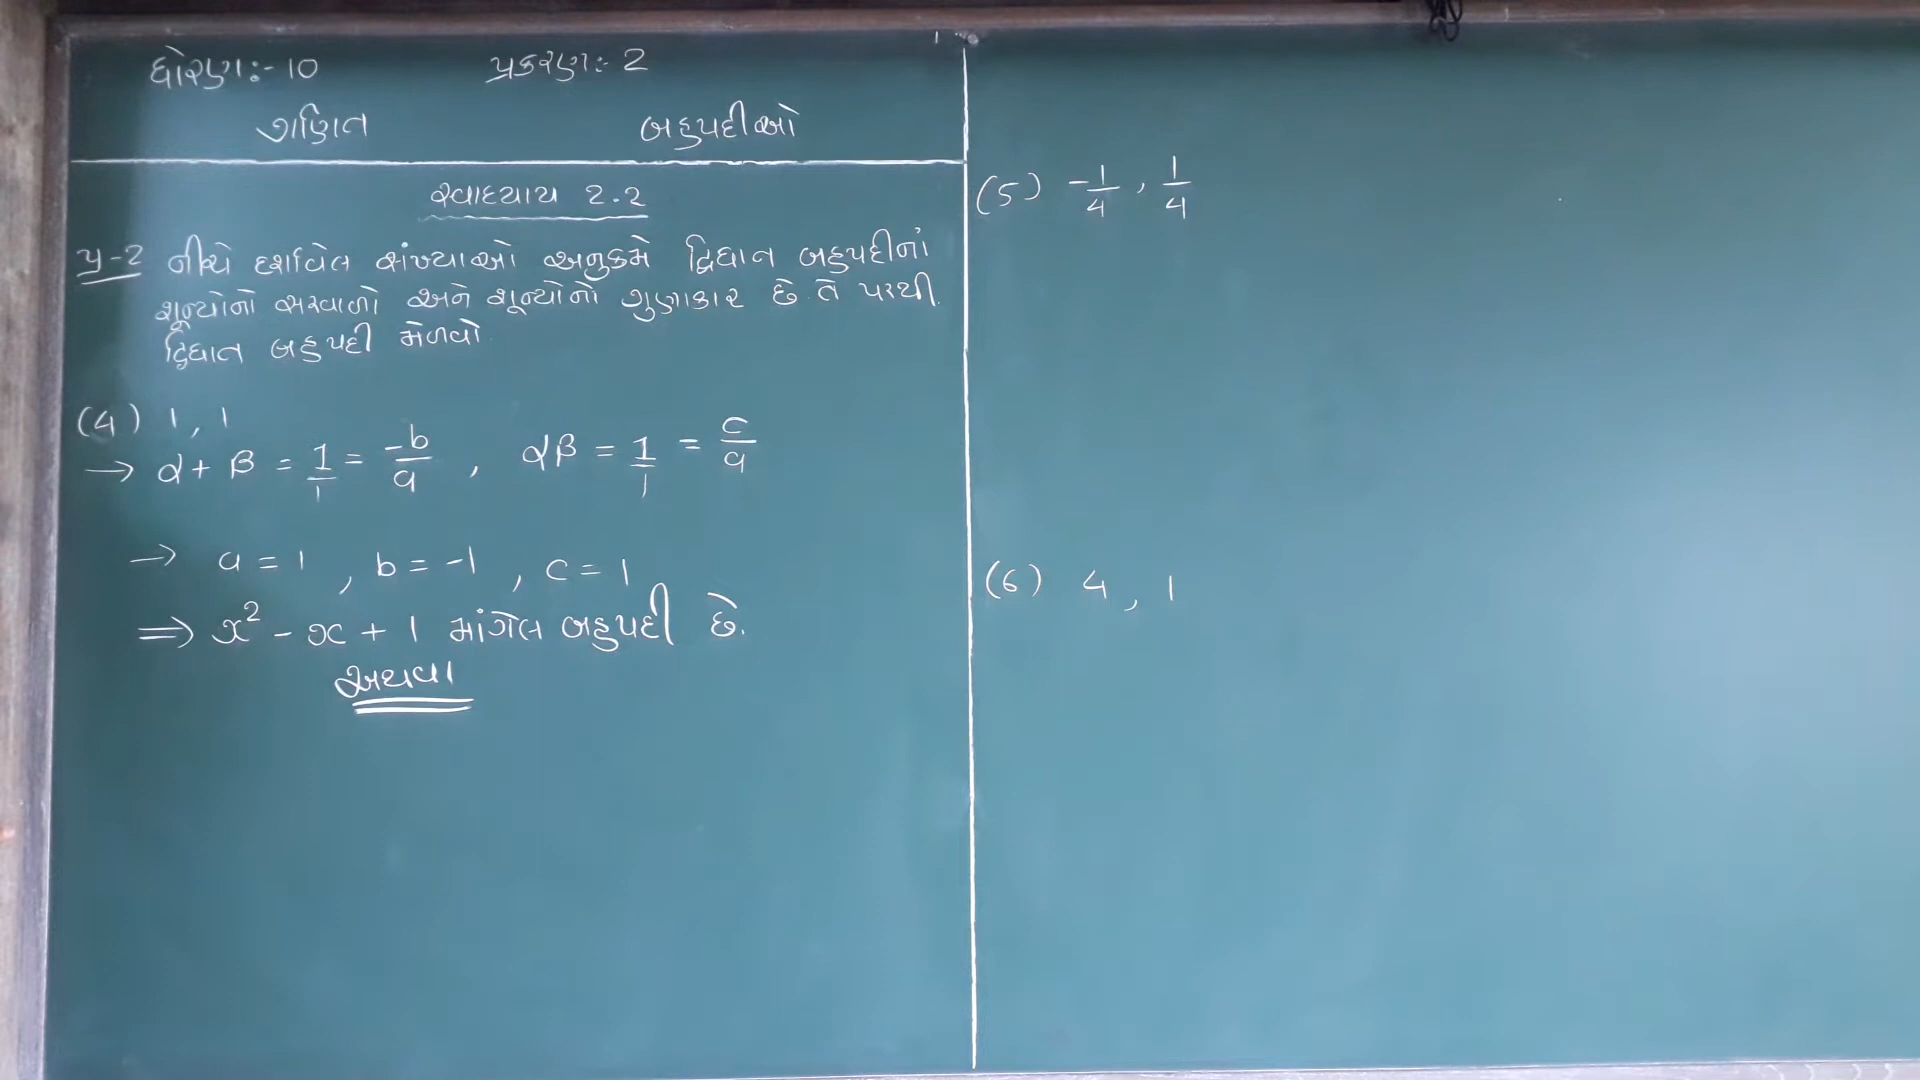 ધોરણ:- 10 પ્રકરણ:- 2
ગણિત બહુપદીઓ
સ્વાધ્યાય 2.2
પ્ર-2 નીચે દર્શાવેલ સંખ્યાઓ અનુક્રમે દ્વિઘાત બહુપદીનાં
શૂન્યોનો સરવાળો અને શૂન્યોનો ગુણાકાર છે તે પરથી.
દ્વિઘાત બહુપદી મેળવો
(4) 1, 1
→ α + β = 1/1 = -b/a , αβ = 1/1 = c/a
→ a = 1 , b = -1 , c = 1
⇒ x² - x + 1 માંગેલ બહુપદી છે.
અથવા
(5) -1/4 , 1/4
(6) 4 , 1